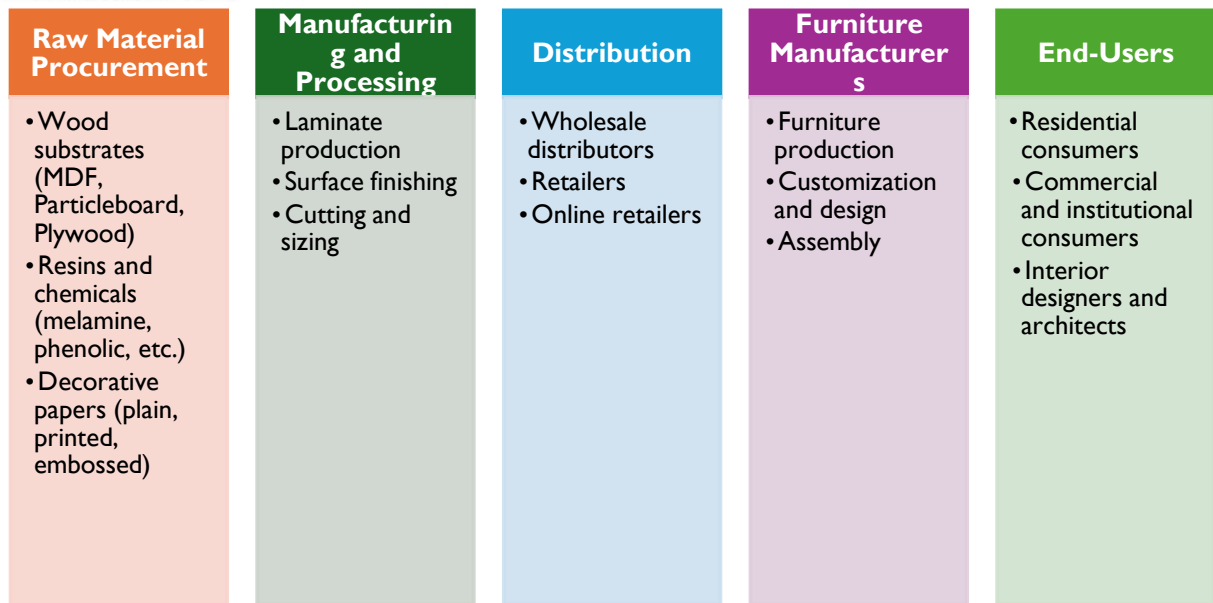 Raw Material
Procurement
• Wood
substrates
(MDF,
Particleboard,
Plywood)
• Resins and
chemicals
(melamine,
phenolic, etc.)
• Decorative
papers (plain,
printed,
embossed)
Manufacturin
g and
Processing
• Laminate
production
• Surface finishing
• Cutting and
sizing
Distribution
• Wholesale
distributors
• Retailers
• Online retailers
Furniture
Manufacturer
s
• Furniture
production
• Customization
and design
• Assembly
End-Users
• Residential
consumers
• Commercial
and institutional
consumers
• Interior
designers and
architects